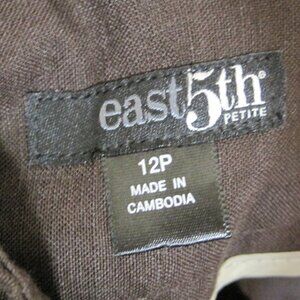 east5th®
PETITE
12P
MADE IN
CAMBODIA